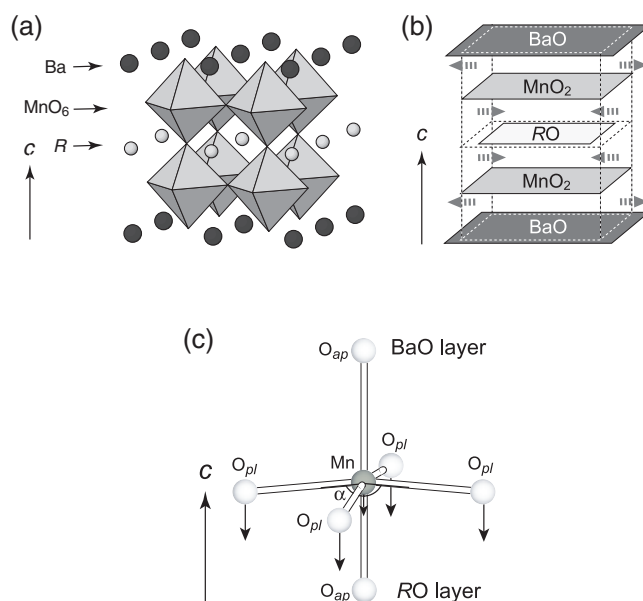 (a)
Ba
MnO₆
R
c
(b)
BaO
MnO₂
RO
MnO₂
BaO
c
(c)
Oap
BaO layer
Opl
Mn
Opl
Opl
α
Opl
c
Oap
RO layer